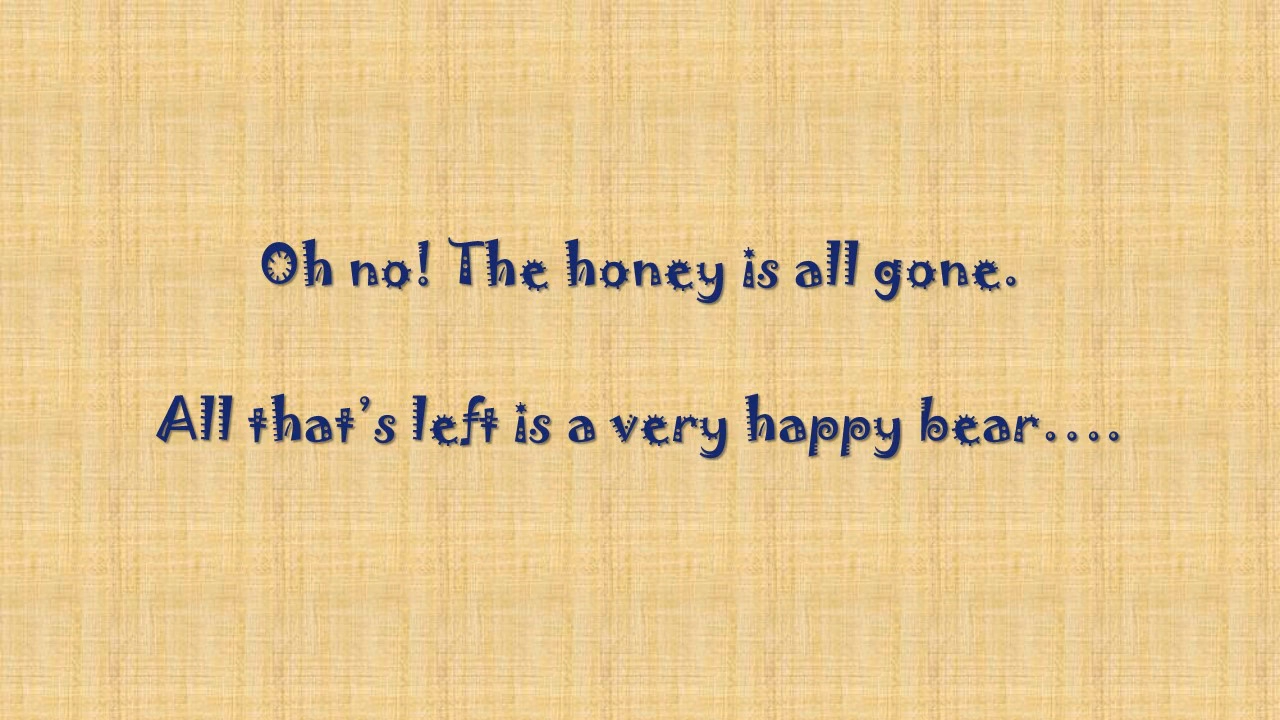 Oh no! The honey is all gone.
All that’s left is a very happy bear….